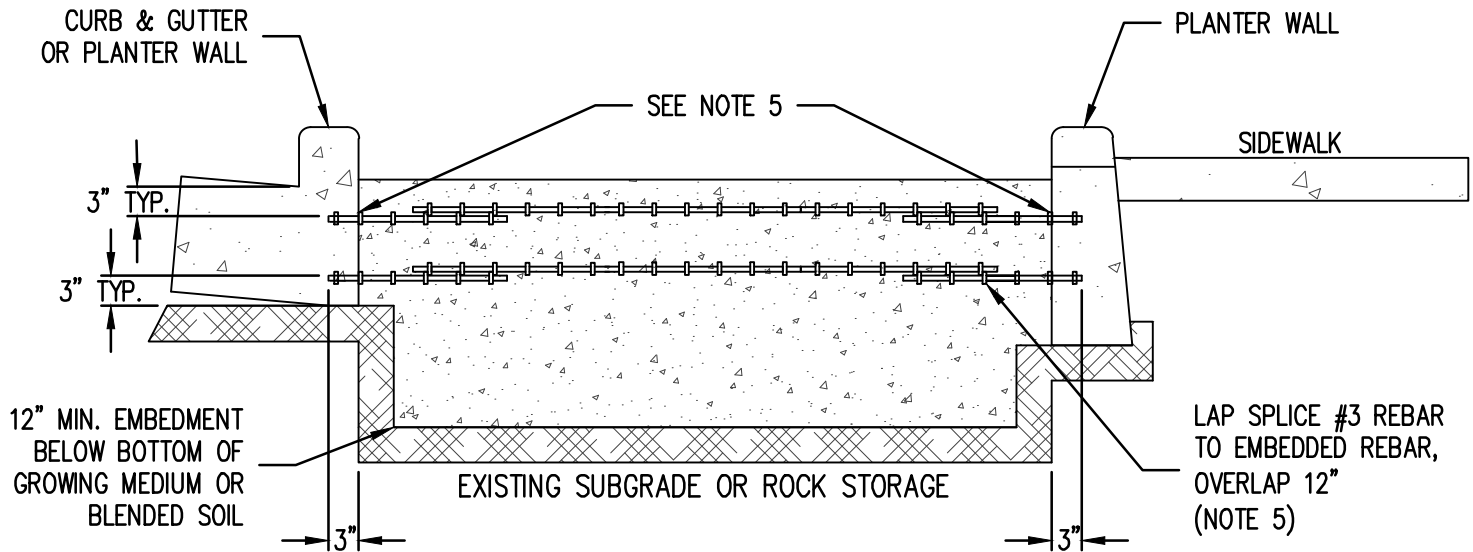 CURB & GUTTER
OR PLANTER WALL
PLANTER WALL
SEE NOTE 5
SIDEWALK
3" TYP.
3" TYP.
12" MIN. EMBEDMENT
BELOW BOTTOM OF
GROWING MEDIUM OR
BLENDED SOIL
EXISTING SUBGRADE OR ROCK STORAGE
LAP SPLICE #3 REBAR
TO EMBEDDED REBAR,
OVERLAP 12"
(NOTE 5)
3"
3"